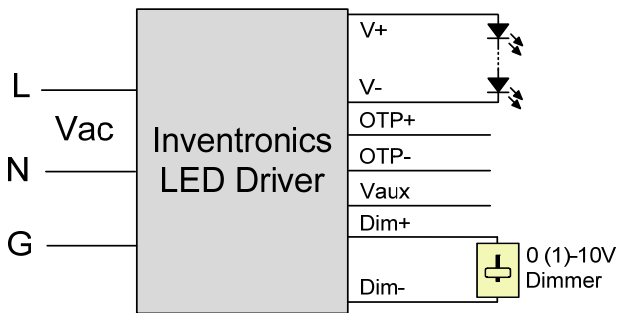 L
Vac
N
G
Inventronics
LED Driver
V+
V-
OTP+
OTP-
Vaux
Dim+
Dim-
0 (1)-10V
Dimmer